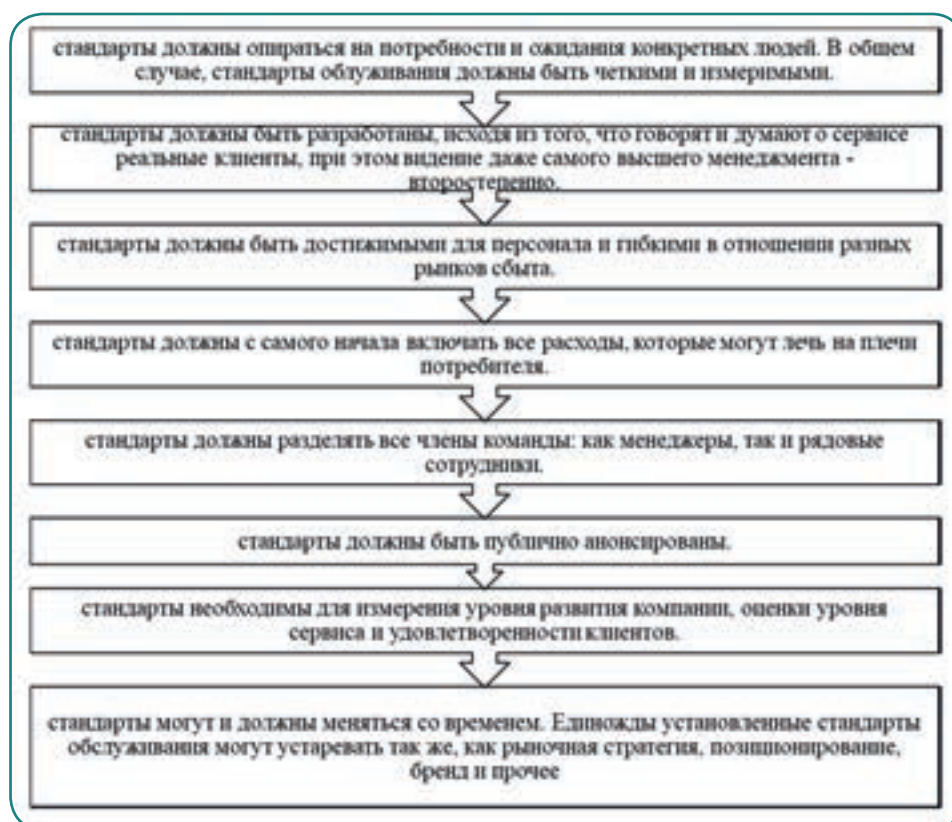 стандарты должны опираться на потребности и ожидания конкретных людей. В общем
случае, стандарты облуживания должны быть четкими и измеримыми.
стандарты должны быть разработаны, исходя из того, что говорят и думают о сервисе
реальные клиенты, при этом видение даже самого высшего менеджмента -
второстепенно.
стандарты должны быть достижимыми для персонала и гибкими в отношении разных
рынков сбыта.
стандарты должны с самого начала включать все расходы, которые могут лечь на плечи
потребителя.
стандарты должны разделять все члены команды: как менеджеры, так и рядовые
сотрудники.
стандарты должны быть публично анонсированы.
стандарты необходимы для измерения уровня развития компании, оценки уровня
сервиса и удовлетворенности клиентов.
стандарты могут и должны меняться со временем. Единожды установленные стандарты
обслуживания могут устаревать так же, как рыночная стратегия, позиционирование,
бренд и прочее